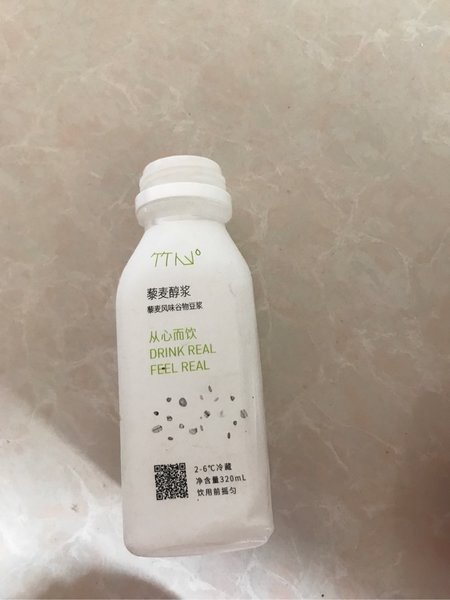 藜麦醇浆
藜麦风味谷物豆浆
从心而饮
DRINK REAL
FEEL REAL
2-6℃冷藏
净含量320mL
饮用前摇匀